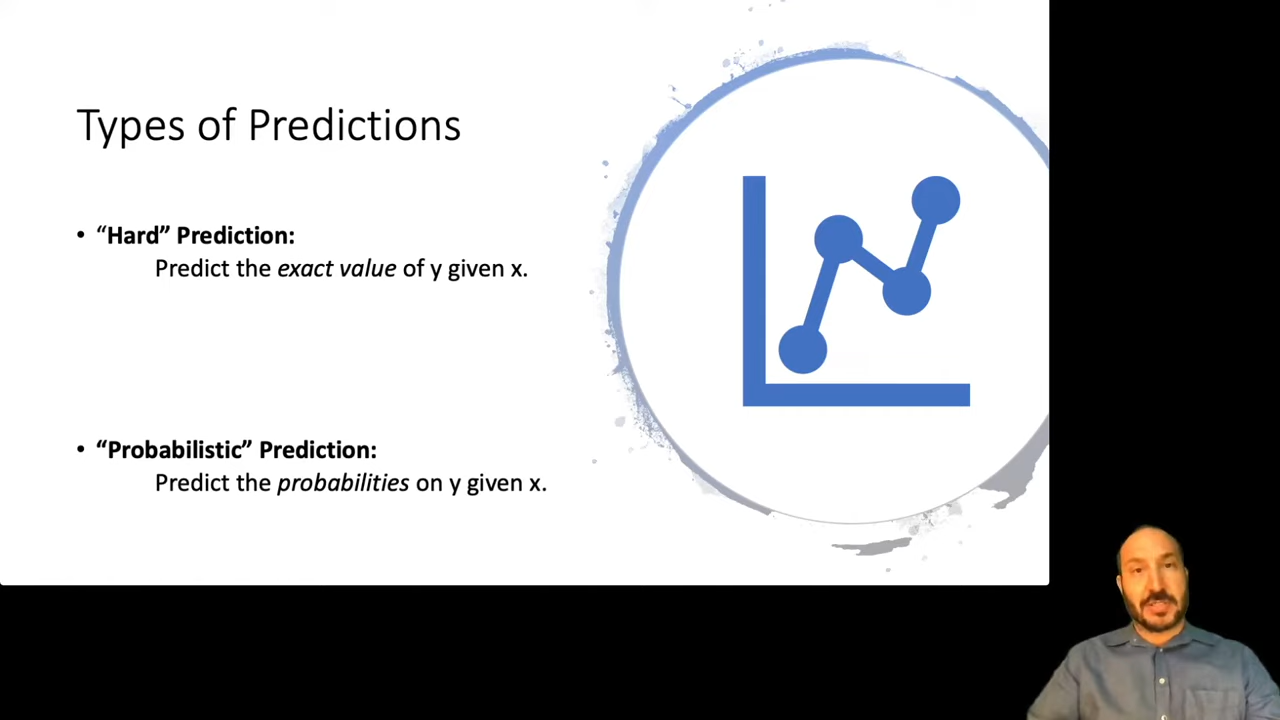 Types of Predictions
• “Hard” Prediction:
Predict the exact value of y given x.
• “Probabilistic” Prediction:
Predict the probabilities on y given x.